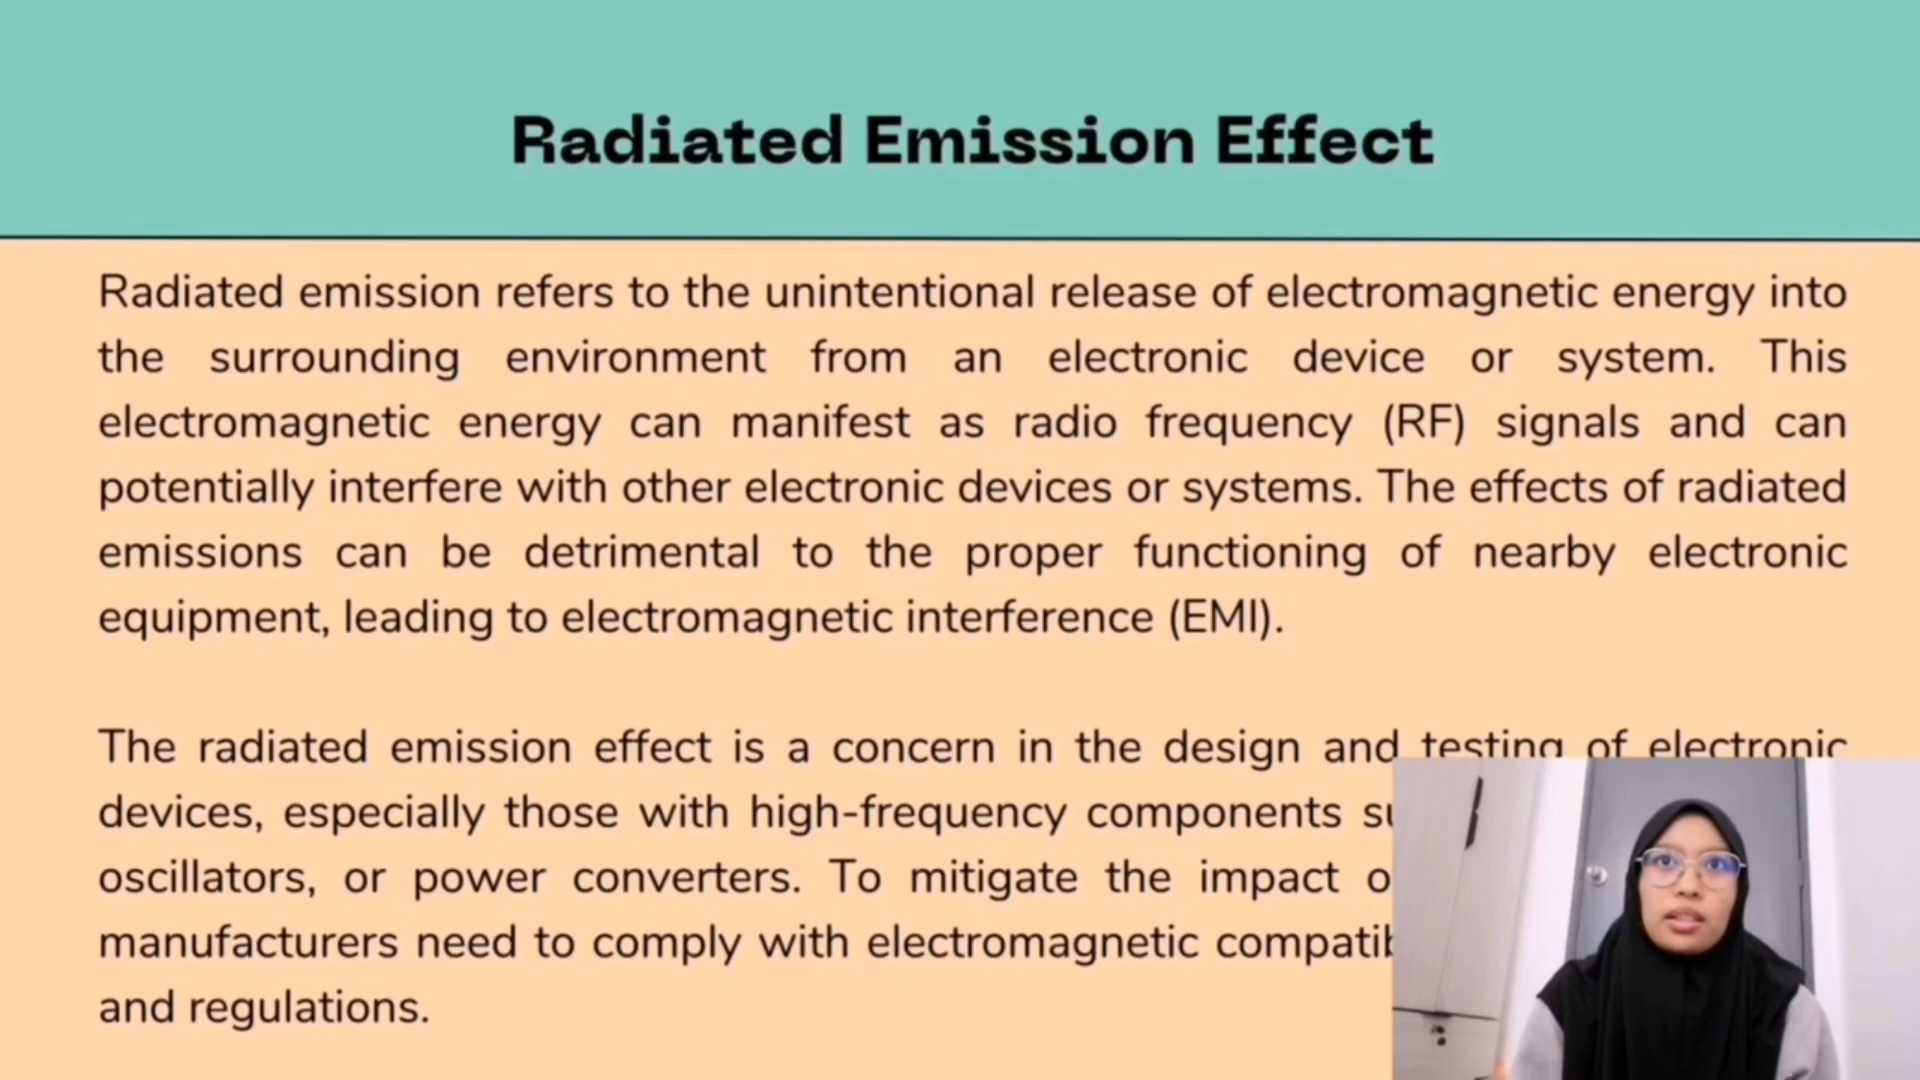 Radiated Emission Effect
Radiated emission refers to the unintentional release of electromagnetic energy into
the surrounding environment from an electronic device or system. This
electromagnetic energy can manifest as radio frequency (RF) signals and can
potentially interfere with other electronic devices or systems. The effects of radiated
emissions can be detrimental to the proper functioning of nearby electronic
equipment, leading to electromagnetic interference (EMI).
The radiated emission effect is a concern in the design and testing of electronic
devices, especially those with high-frequency components
oscillators, or power converters. To mitigate the impact
manufacturers need to comply with electromagnetic
and regulations.